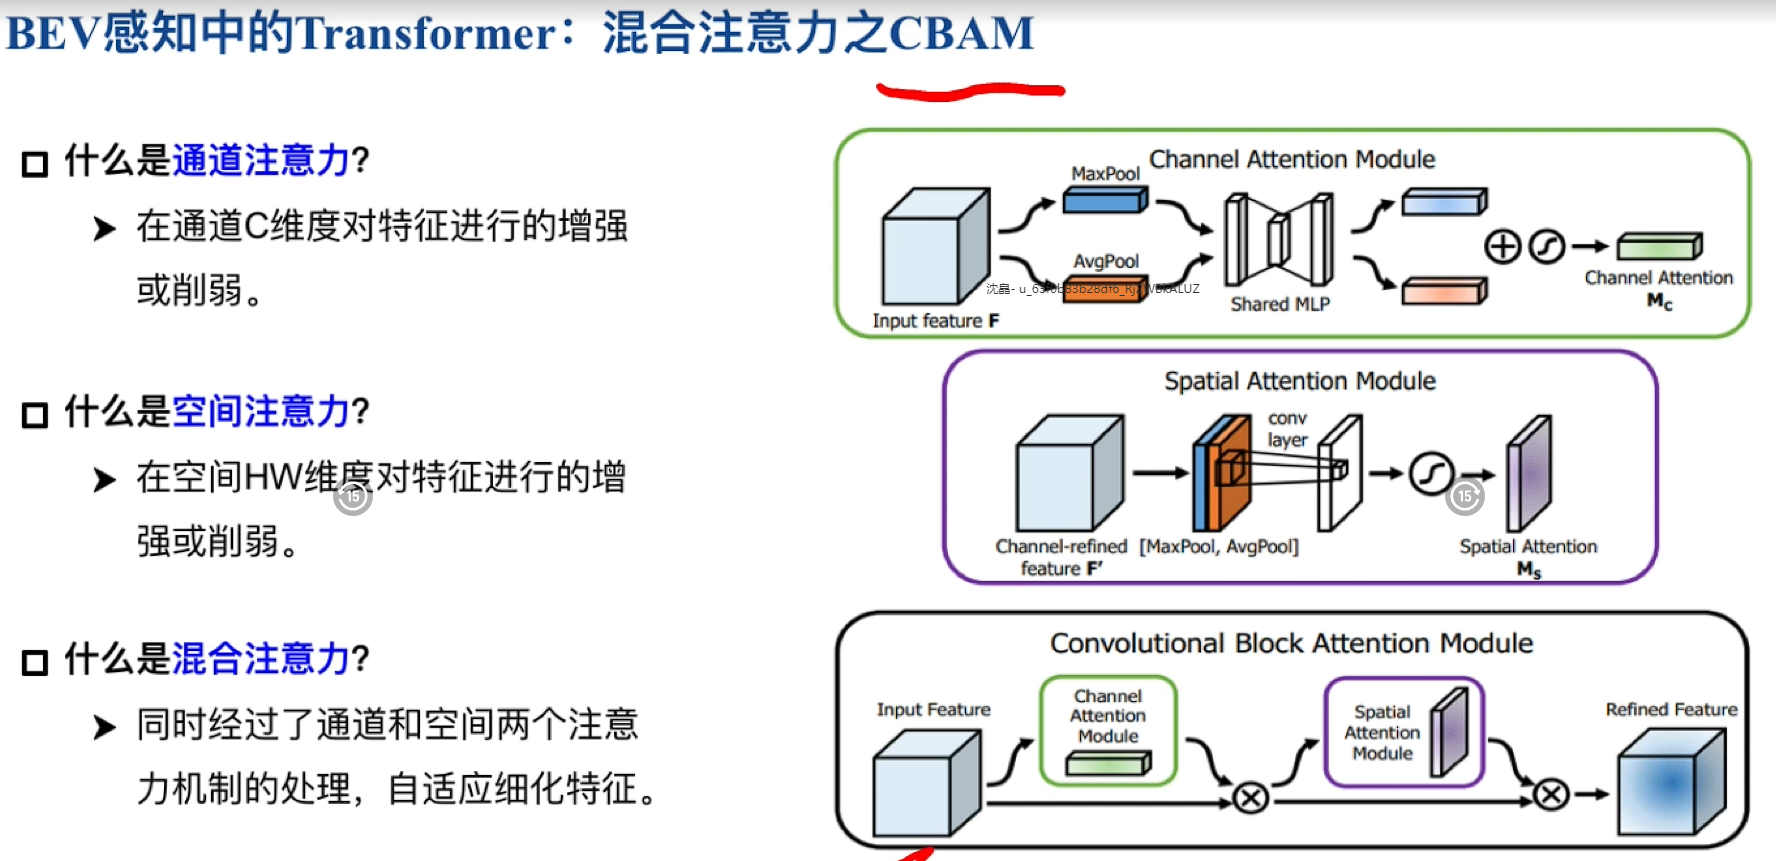 BEV感知中的Transformer：混合注意力之CBAM
什么是通道注意力?
在通道C维度对特征进行的增强
或削弱。
什么是空间注意力?
在空间HW维度对特征进行的增
强或削弱。
什么是混合注意力?
同时经过了通道和空间两个注意
力机制的处理，自适应细化特征。
Channel Attention Module
MaxPool
AvgPool
Input feature F
Shared MLP
Channel Attention
Mc
Spatial Attention Module
conv
layer
Channel-refined
feature F′
[MaxPool, AvgPool]
Spatial Attention
Ms
15
15
Convolutional Block Attention Module
Input Feature
Channel
Attention
Module
Spatial
Attention
Module
Refined Feature